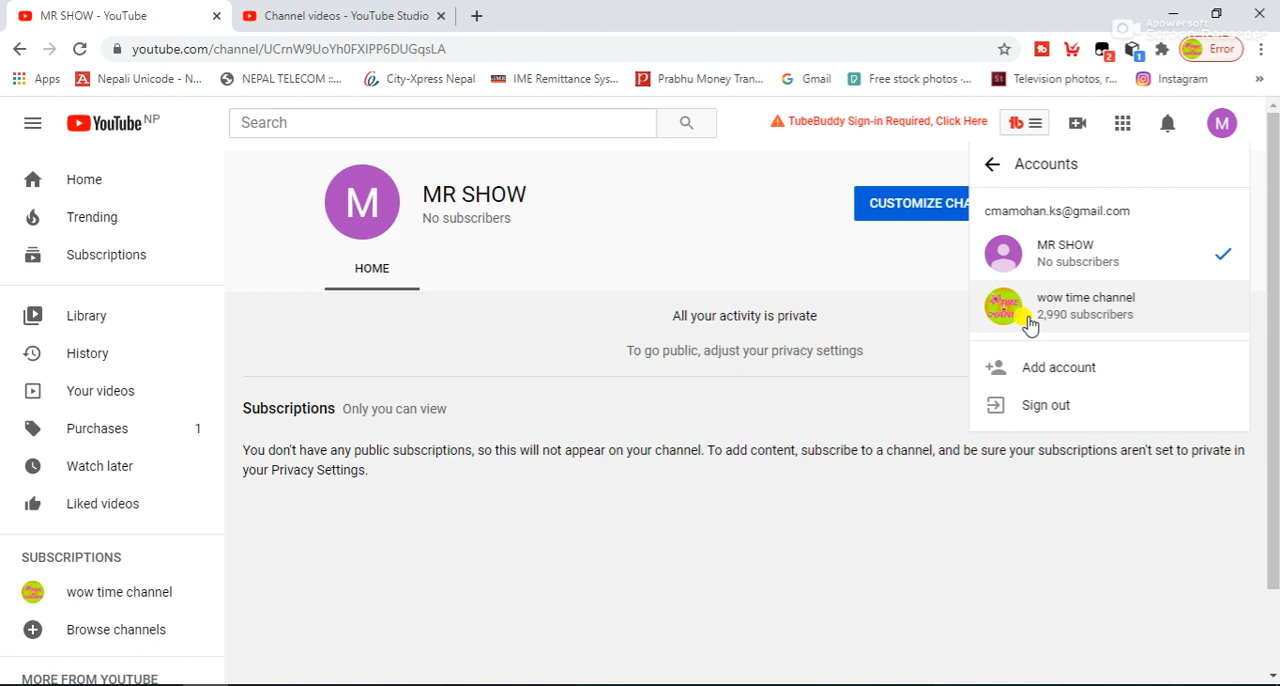 MR SHOW - YouTube
Channel videos - YouTube Studio
Apowersoft
Screen Recorder
youtube.com/channel/UCrnW9UoYh0FXIPP6DUGqsLA
Error
2
1
Apps
Nepali Unicode - N...
NEPAL TELECOM ::...
City-Xpress Nepal
IME Remittance Sys...
Prabhu Money Tran...
Gmail
Free stock photos -...
Television photos, r...
Instagram
YouTube NP
Search
TubeBuddy Sign-in Required, Click Here
tb
M
Home
Trending
Subscriptions
Library
History
Your videos
Purchases 1
Watch later
Liked videos
SUBSCRIPTIONS
wow time channel
Browse channels
MORE FROM YOUTUBE
M
MR SHOW
No subscribers
CUSTOMIZE CHA
HOME
All your activity is private
To go public, adjust your privacy settings
Subscriptions Only you can view
You don't have any public subscriptions, so this will not appear on your channel. To add content, subscribe to a channel, and be sure your subscriptions aren't set to private in
your Privacy Settings.
Accounts
cmamohan.ks@gmail.com
MR SHOW
No subscribers
wow time channel
2,990 subscribers
Add account
Sign out